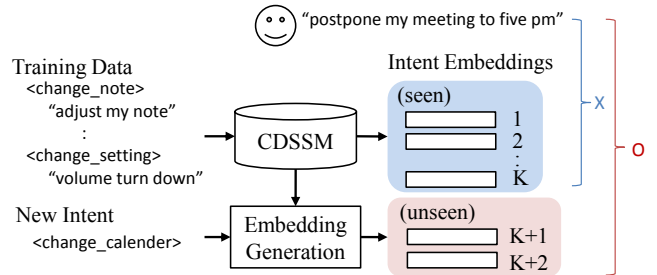 “postpone my meeting to five pm”
Training Data
<change_note>
“adjust my note”
:
<change_setting>
“volume turn down”
New Intent
<change_calender>
CDSSM
Embedding
Generation
Intent Embeddings
(seen)
1
2
:
K
(unseen)
K+1
K+2
X
O